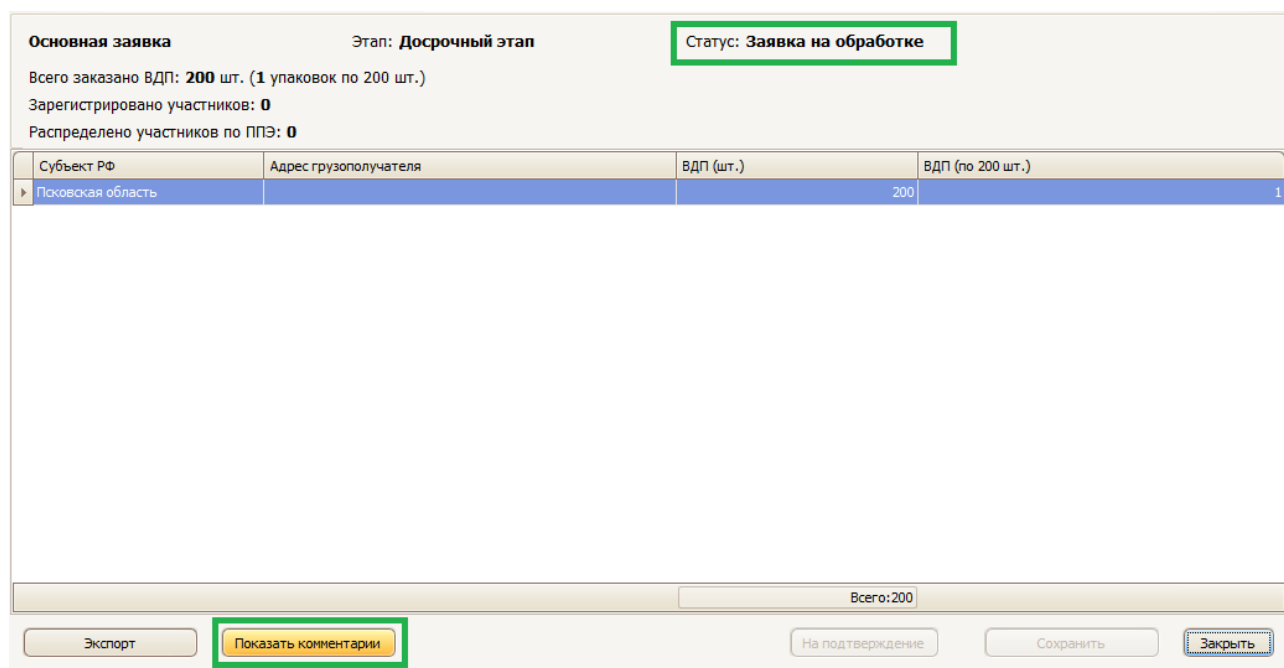 Основная заявка Этап: Досрочный этап Статус: Заявка на обработке
Всего заказано ВДП: 200 шт. (1 упаковок по 200 шт.)
Зарегистрировано участников: 0
Распределено участников по ППЭ: 0
Субъект РФ Адрес грузополучателя ВДП (шт.) ВДП (по 200 шт.)
Псковская область 200 1
Всего:200
Экспорт Показать комментарии На подтверждение Сохранить Закрыть